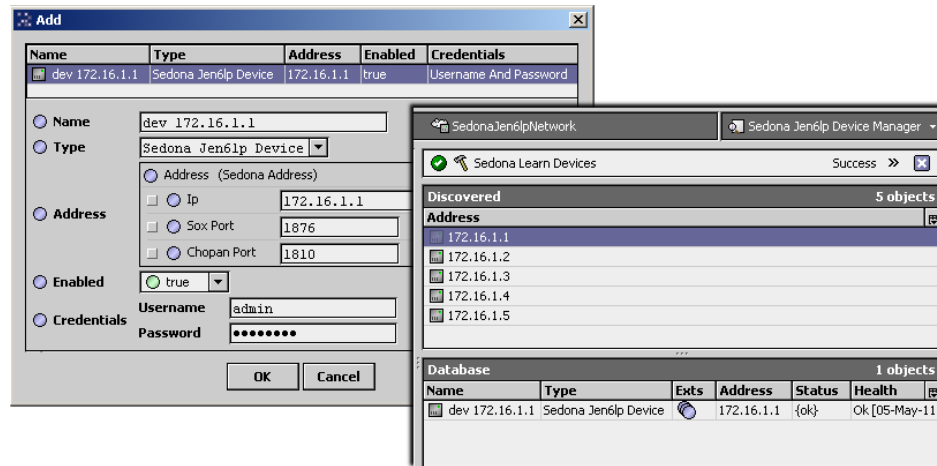 Add
Name Type Address Enabled Credentials
dev 172.16.1.1 Sedona Jen6lp Device 172.16.1.1 true Username And Password
Name dev 172.16.1.1
Type Sedona Jen6lp Device
Address (Sedona Address)
Address
Ip 172.16.1.1
Sox Port 1876
Chopan Port 1810
Enabled true
Credentials
Username admin
Password ••••••••
OK Cancel
SedonaJen6lpNetwork Sedona Jen6lp Device Manager
Sedona Learn Devices Success »
Discovered 5 objects
Address
172.16.1.1
172.16.1.2
172.16.1.3
172.16.1.4
172.16.1.5
Database 1 objects
Name Type Exts Address Status Health
dev 172.16.1.1 Sedona Jen6lp Device 172.16.1.1 {ok} Ok [05-May-11